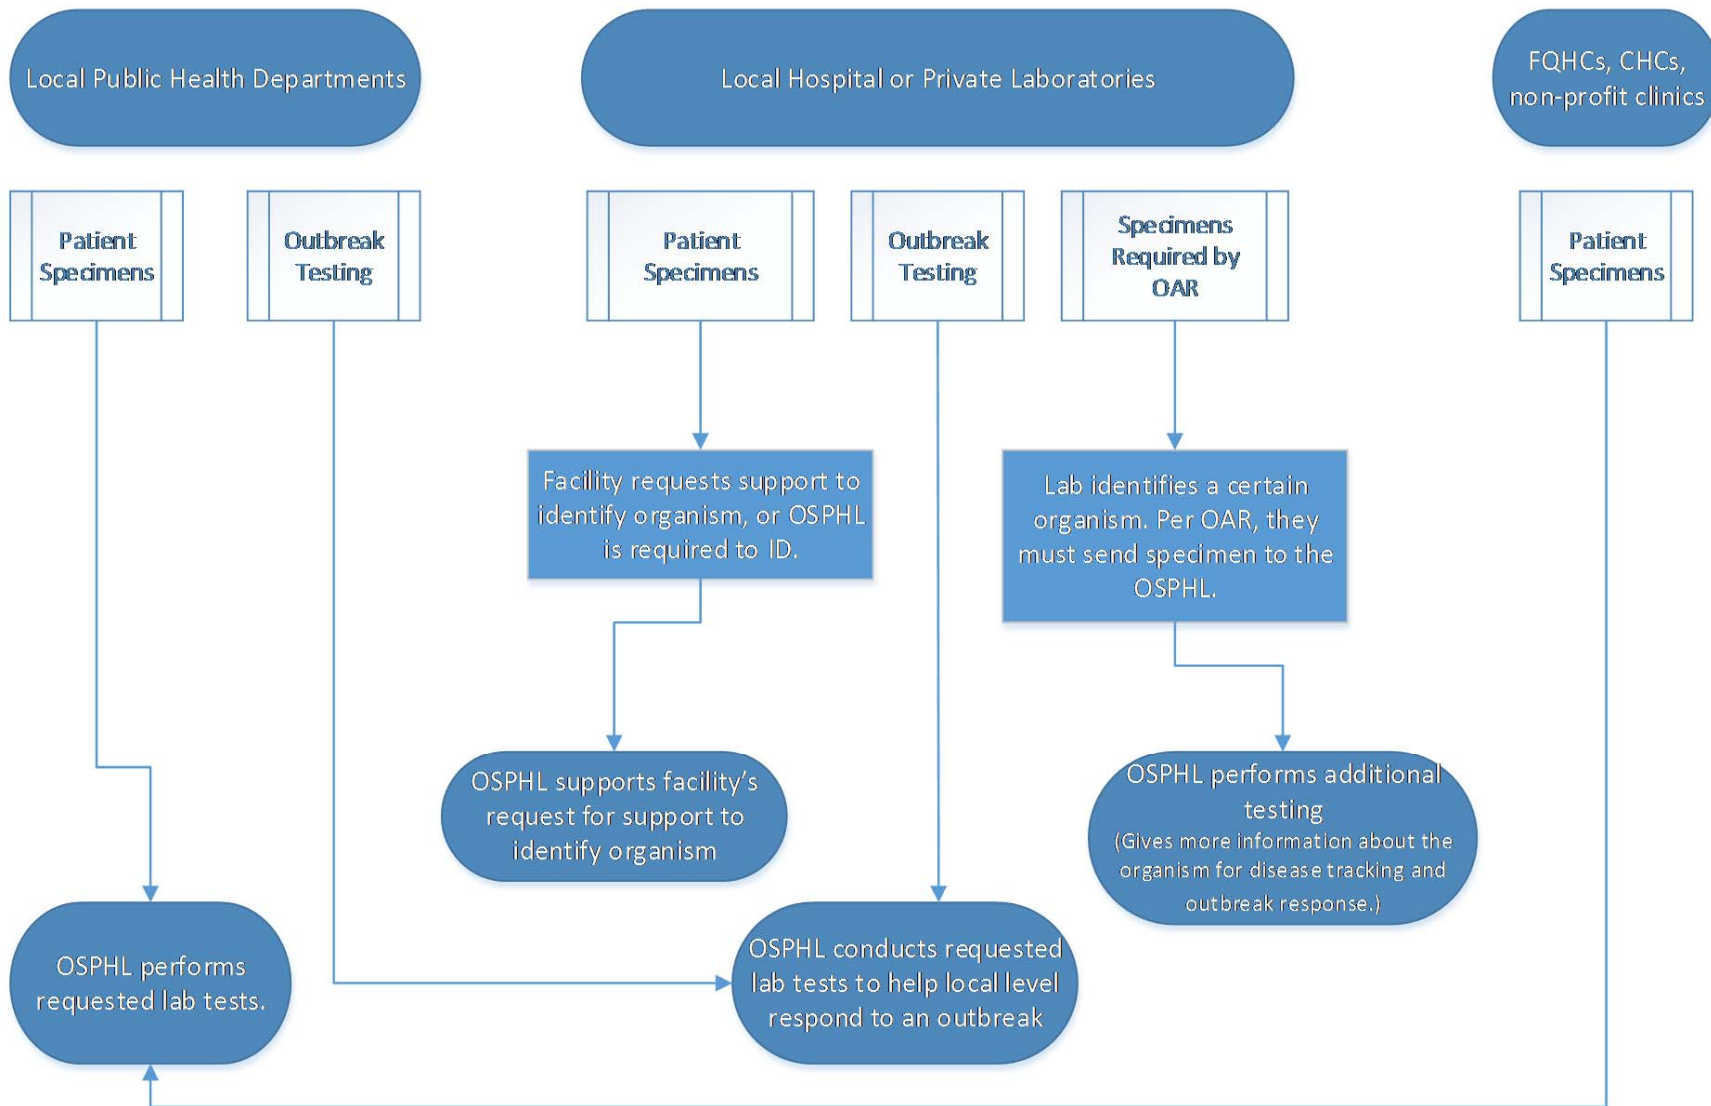 Local Public Health Departments
Local Hospital or Private Laboratories
FQHCs, CHCs,
non-profit clinics
Patient
Specimens
Outbreak
Testing
Patient
Specimens
Outbreak
Testing
Specimens
Required by
OAR
Patient
Specimens
Facility requests support to
identify organism, or OSPHL
is required to ID.
Lab identifies a certain
organism. Per OAR, they
must send specimen to the
OSPHL.
OSPHL supports facility's
request for support to
identify organism
OSPHL performs additional
testing
(Gives more information about the
organism for disease tracking and
outbreak response.)
OSPHL performs
requested lab tests.
OSPHL conducts requested
lab tests to help local level
respond to an outbreak